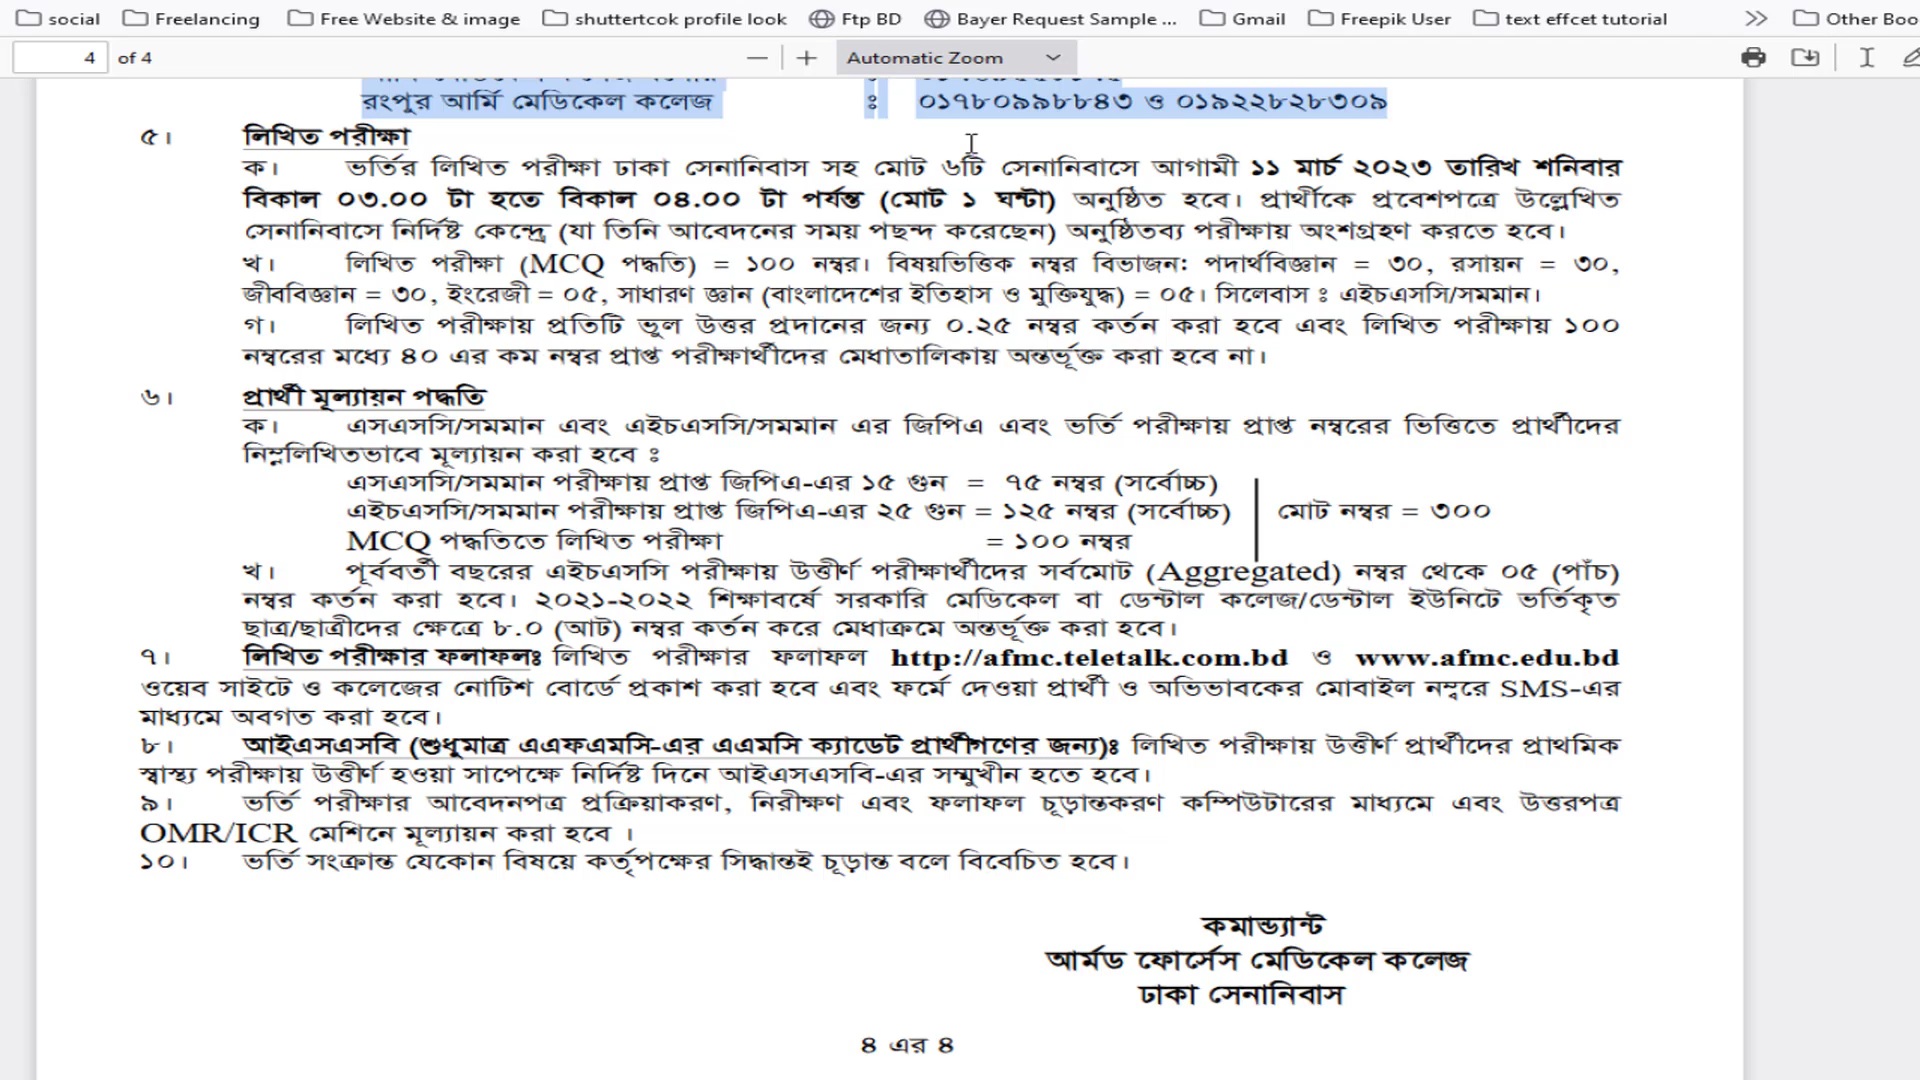 social Freelancing Free Website & image shuttertcok profile look Ftp BD Bayer Request Sample ... Gmail Freepik User text effcet tutorial Other Boo
4 of 4 Automatic Zoom
রংপুর আর্মি মেডিকেল কলেজ ঃ ০১৭৮০৯৯৮৮৪৩ ও ০১৯২২৮২৮৩০৯
৫। লিখিত পরীক্ষা
ক। ভর্তির লিখিত পরীক্ষা ঢাকা সেনানিবাস সহ মোট ৬টি সেনানিবাসে আগামী ১১ মার্চ ২০২৩ তারিখ শনিবার
বিকাল ০৩.০০ টা হতে বিকাল ০৪.০০ টা পর্যন্ত (মোট ১ ঘন্টা) অনুষ্ঠিত হবে। প্রার্থীকে প্রবেশপত্রে উল্লেখিত
সেনানিবাসে নির্দিষ্ট কেন্দ্রে (যা তিনি আবেদনের সময় পছন্দ করেছেন) অনুষ্ঠিতব্য পরীক্ষায় অংশগ্রহণ করতে হবে।
খ। লিখিত পরীক্ষা (MCQ পদ্ধতি) = ১০০ নম্বর। বিষয়ভিত্তিক নম্বর বিভাজনঃ পদার্থবিজ্ঞান = ৩০, রসায়ন = ৩০,
জীববিজ্ঞান = ৩০, ইংরেজী = ০৫, সাধারণ জ্ঞান (বাংলাদেশের ইতিহাস ও মুক্তিযুদ্ধ) = ০৫। সিলেবাস ঃ এইচএসসি/সমমান।
গ। লিখিত পরীক্ষায় প্রতিটি ভুল উত্তর প্রদানের জন্য ০.২৫ নম্বর কর্তন করা হবে এবং লিখিত পরীক্ষায় ১০০
নম্বরের মধ্যে ৪০ এর কম নম্বর প্রাপ্ত পরীক্ষার্থীদের মেধাতালিকায় অন্তর্ভূক্ত করা হবে না।
৬। প্রার্থী মূল্যায়ন পদ্ধতি
ক। এসএসসি/সমমান এবং এইচএসসি/সমমান এর জিপিএ এবং ভর্তি পরীক্ষায় প্রাপ্ত নম্বরের ভিত্তিতে প্রার্থীদের
নিম্নলিখিতভাবে মূল্যায়ন করা হবে ঃ
এসএসসি/সমমান পরীক্ষায় প্রাপ্ত জিপিএ-এর ১৫ গুন = ৭৫ নম্বর (সর্বোচ্চ)
এইচএসসি/সমমান পরীক্ষায় প্রাপ্ত জিপিএ-এর ২৫ গুন = ১২৫ নম্বর (সর্বোচ্চ) মোট নম্বর = ৩০০
MCQ পদ্ধতিতে লিখিত পরীক্ষা = ১০০ নম্বর
খ। পূর্ববর্তী বছরের এইচএসসি পরীক্ষায় উত্তীর্ণ পরীক্ষার্থীদের সর্বমোট (Aggregated) নম্বর থেকে ০৫ (পাঁচ)
নম্বর কর্তন করা হবে। ২০২১-২০২২ শিক্ষাবর্ষে সরকারি মেডিকেল বা ডেন্টাল কলেজ/ডেন্টাল ইউনিটে ভর্তিকৃত
ছাত্র/ছাত্রীদের ক্ষেত্রে ৮.০ (আট) নম্বর কর্তন করে মেধাক্রমে অন্তর্ভূক্ত করা হবে।
৭। লিখিত পরীক্ষার ফলাফলঃ লিখিত পরীক্ষার ফলাফল http://afmc.teletalk.com.bd ও www.afmc.edu.bd
ওয়েব সাইটে ও কলেজের নোটিশ বোর্ডে প্রকাশ করা হবে এবং ফর্মে দেওয়া প্রার্থী ও অভিভাবকের মোবাইল নম্বরে SMS-এর
মাধ্যমে অবগত করা হবে।
৮। আইএসএসবি (শুধুমাত্র এএফএমসি-এর এএমসি ক্যাডেট প্রার্থীগণের জন্য)ঃ লিখিত পরীক্ষায় উত্তীর্ণ প্রার্থীদের প্রাথমিক
স্বাস্থ্য পরীক্ষায় উত্তীর্ণ হওয়া সাপেক্ষে নির্দিষ্ট দিনে আইএসএসবি-এর সম্মুখীন হতে হবে।
৯। ভর্তি পরীক্ষার আবেদনপত্র প্রক্রিয়াকরণ, নিরীক্ষণ এবং ফলাফল চূড়ান্তকরণ কম্পিউটারের মাধ্যমে এবং উত্তরপত্র
OMR/ICR মেশিনে মূল্যায়ন করা হবে ।
১০। ভর্তি সংক্রান্ত যেকোন বিষয়ে কর্তৃপক্ষের সিদ্ধান্তই চূড়ান্ত বলে বিবেচিত হবে।
কমান্ড্যান্ট
আর্মড ফোর্সেস মেডিকেল কলেজ
ঢাকা সেনানিবাস
৪ এর ৪